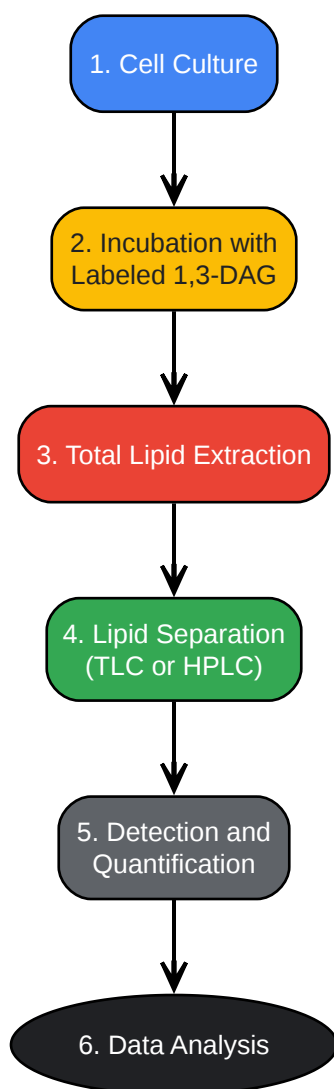 1. Cell Culture
2. Incubation with
Labeled 1,3-DAG
3. Total Lipid Extraction
4. Lipid Separation
(TLC or HPLC)
5. Detection and
Quantification
6. Data Analysis